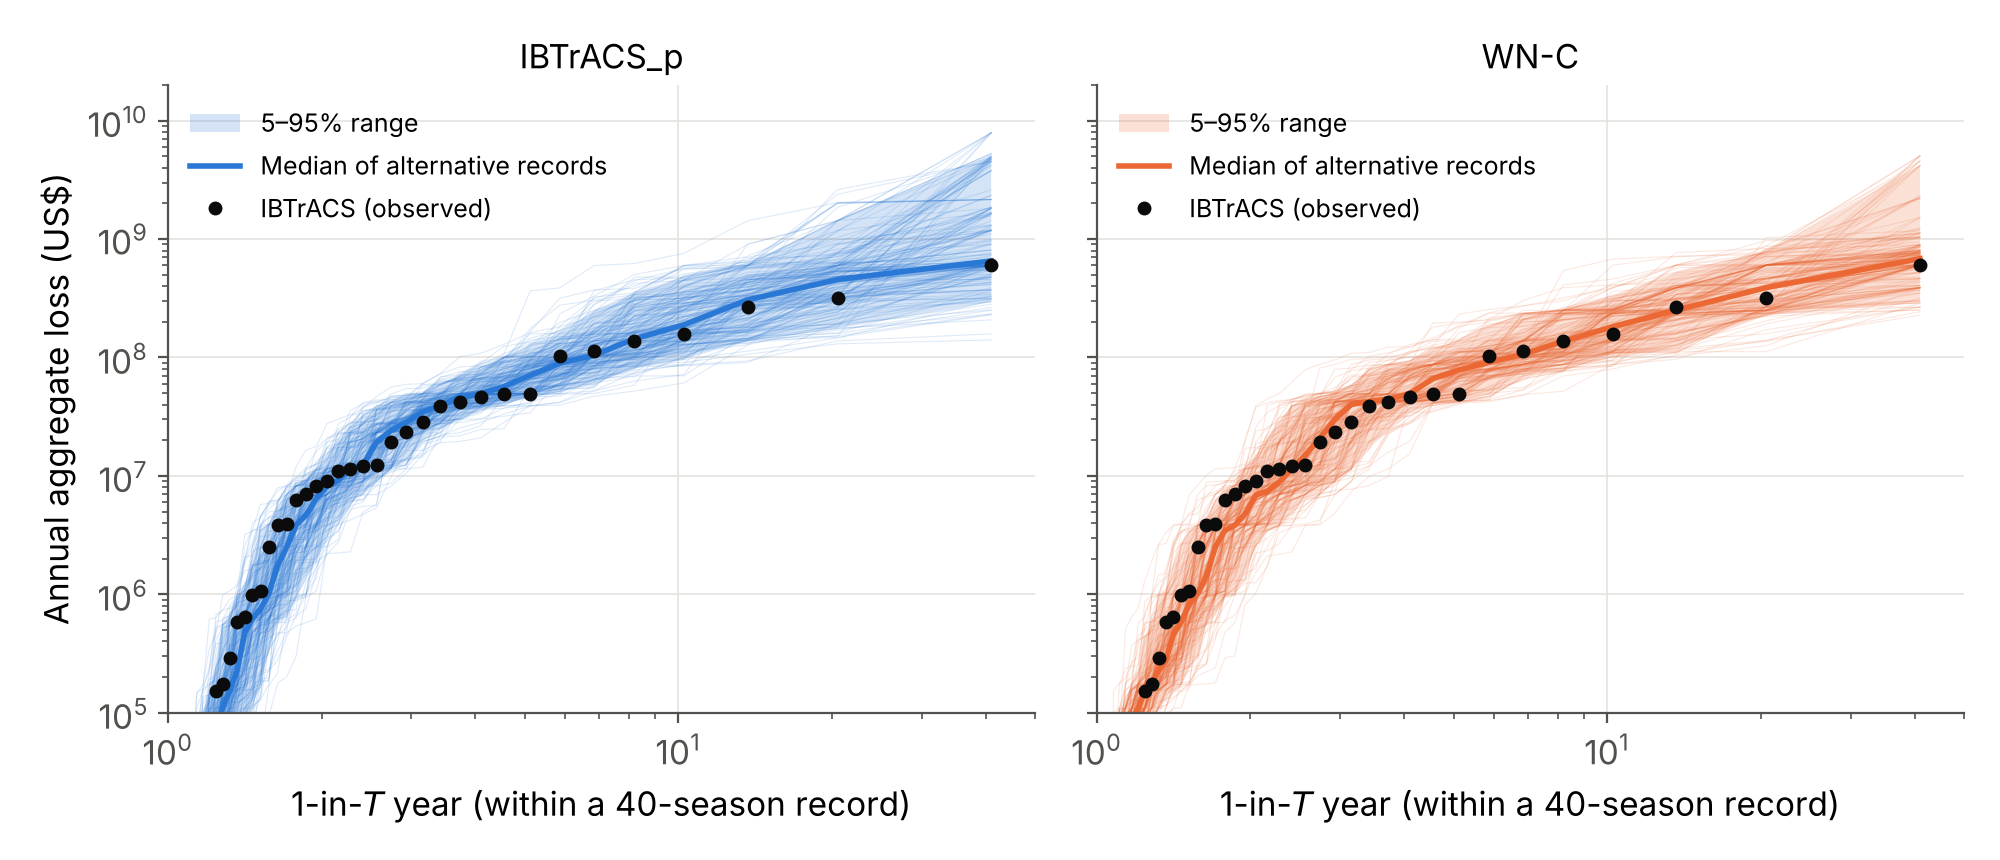 IBTrACS_p
WN-C
5–95% range
Median of alternative records
IBTrACS (observed)
5–95% range
Median of alternative records
IBTrACS (observed)
Annual aggregate loss (US$)
10^10
10^9
10^8
10^7
10^6
10^5
10^0
10^1
10^0
10^1
1-in-T year (within a 40-season record)
1-in-T year (within a 40-season record)